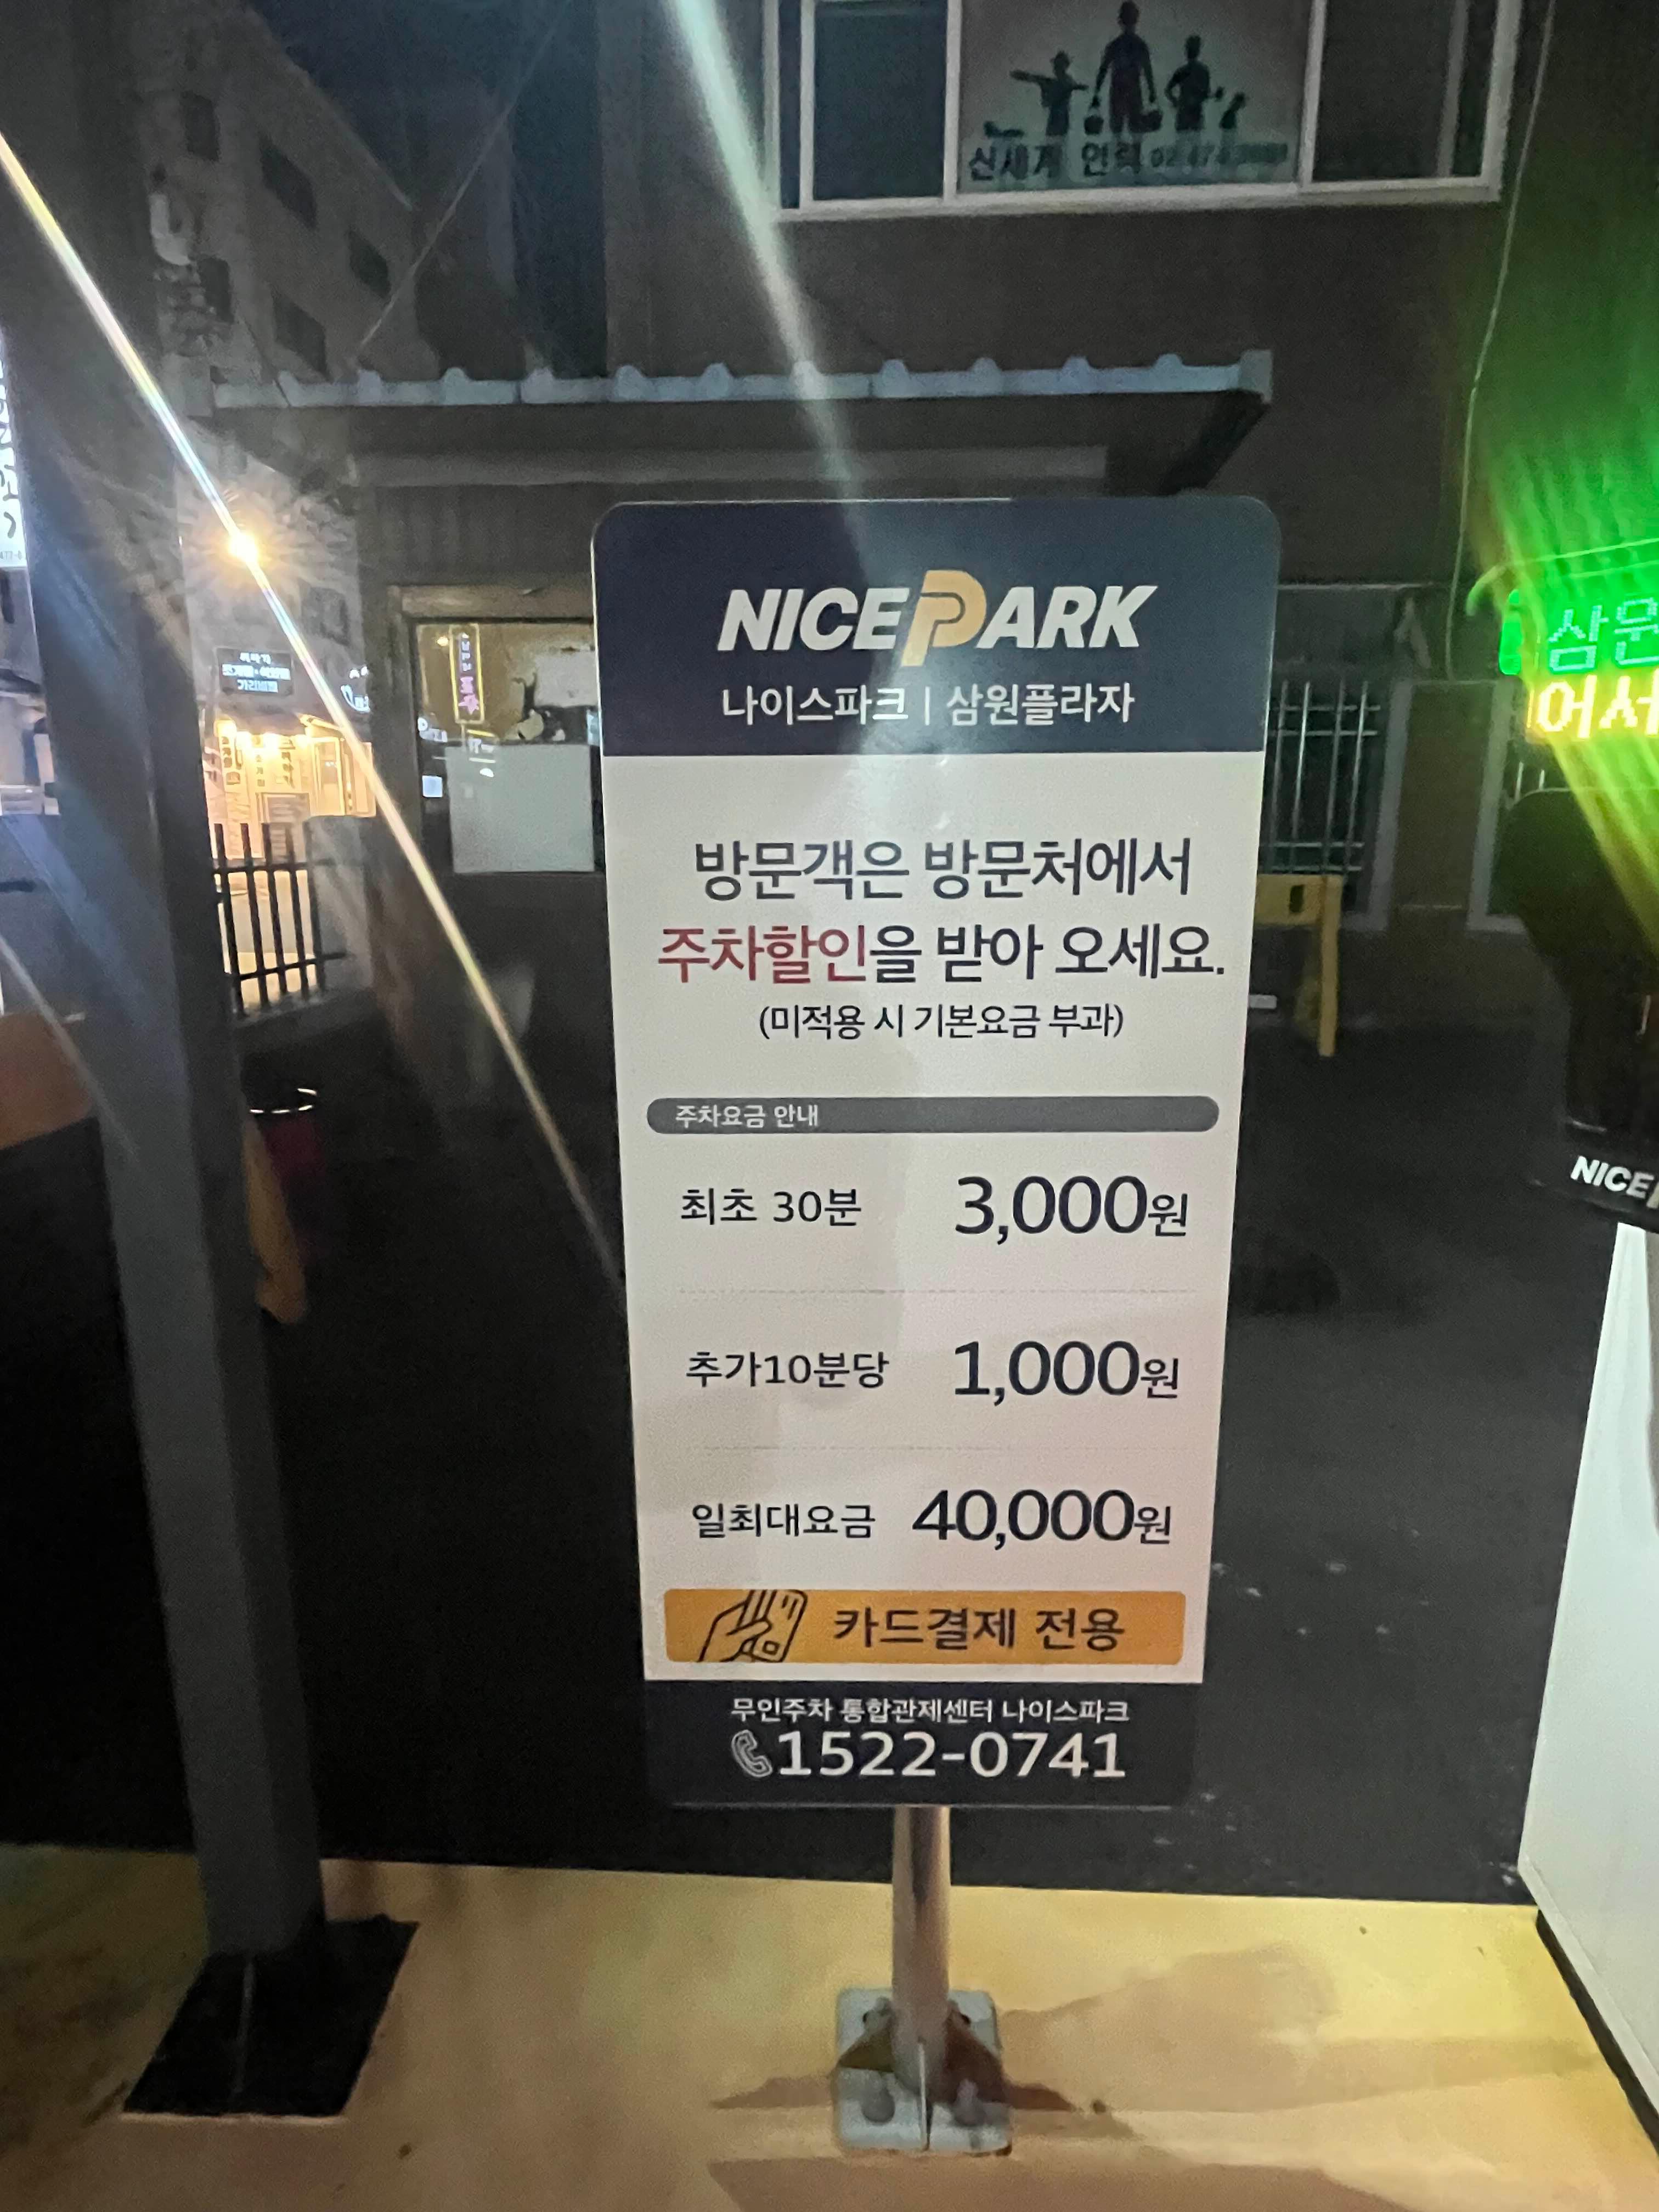 신세계 인력
NICEPARK
나이스파크 | 삼원플라자
방문객은 방문처에서
주차할인을 받아 오세요.
(미적용 시 기본요금 부과)
주차요금 안내
최초 30분 3,000원
추가10분당 1,000원
일최대요금 40,000원
카드결제 전용
무인주차 통합관제센터 나이스파크
1522-0741
삼원
어서
NICE